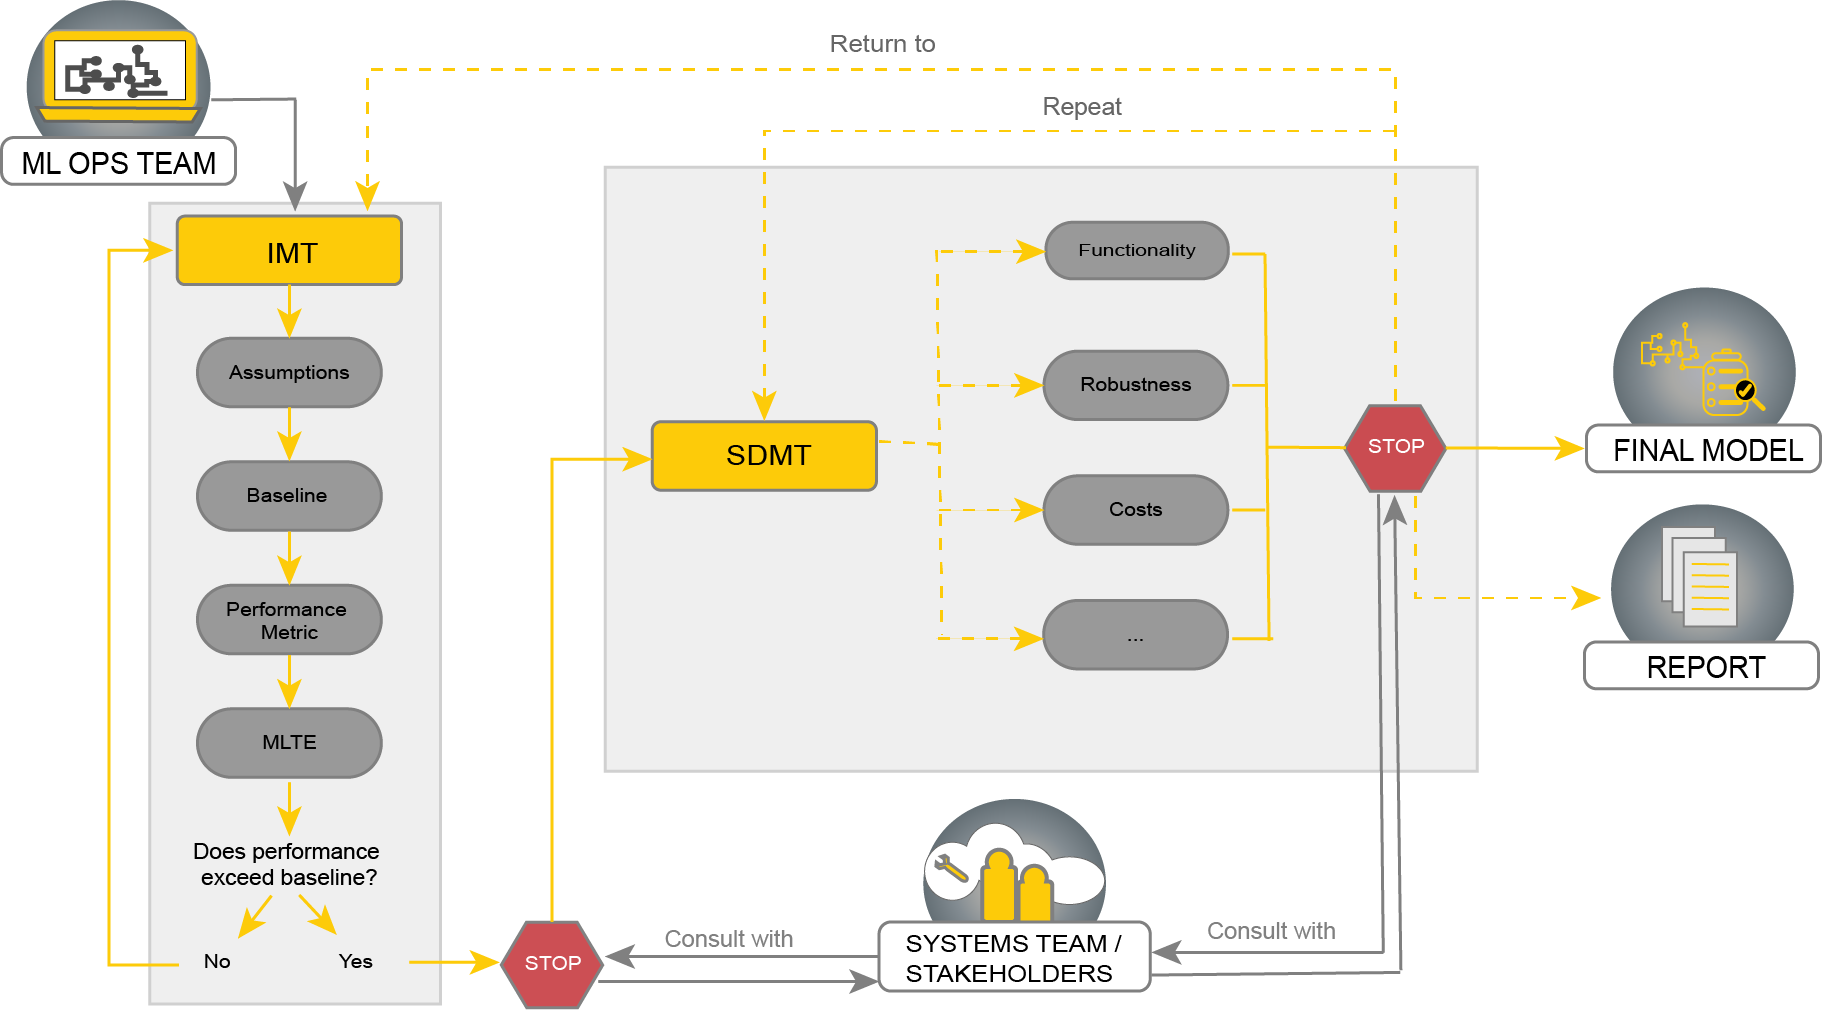 Return to
Repeat
ML OPS TEAM
IMT
Assumptions
Baseline
Performance
Metric
MLTE
Does performance
exceed baseline?
No
Yes
STOP
SDMT
Functionality
Robustness
Costs
...
STOP
FINAL MODEL
REPORT
Consult with
SYSTEMS TEAM /
STAKEHOLDERS
Consult with